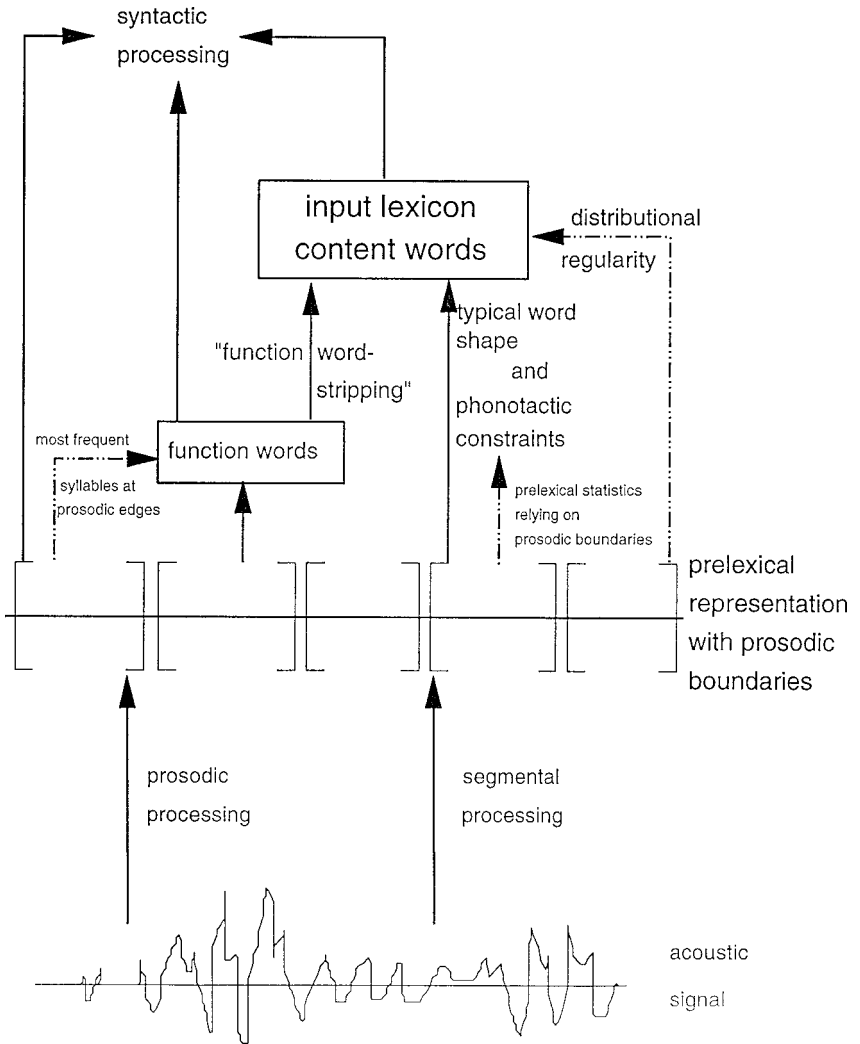 syntactic
processing
input lexicon
content words
distributional
regularity
typical word
shape
and
phonotactic
constraints
"function word-
stripping"
most frequent
syllables at
prosodic edges
function words
prelexical statistics
relying on
prosodic boundaries
prelexical
representation
with prosodic
boundaries
prosodic
processing
segmental
processing
acoustic
signal